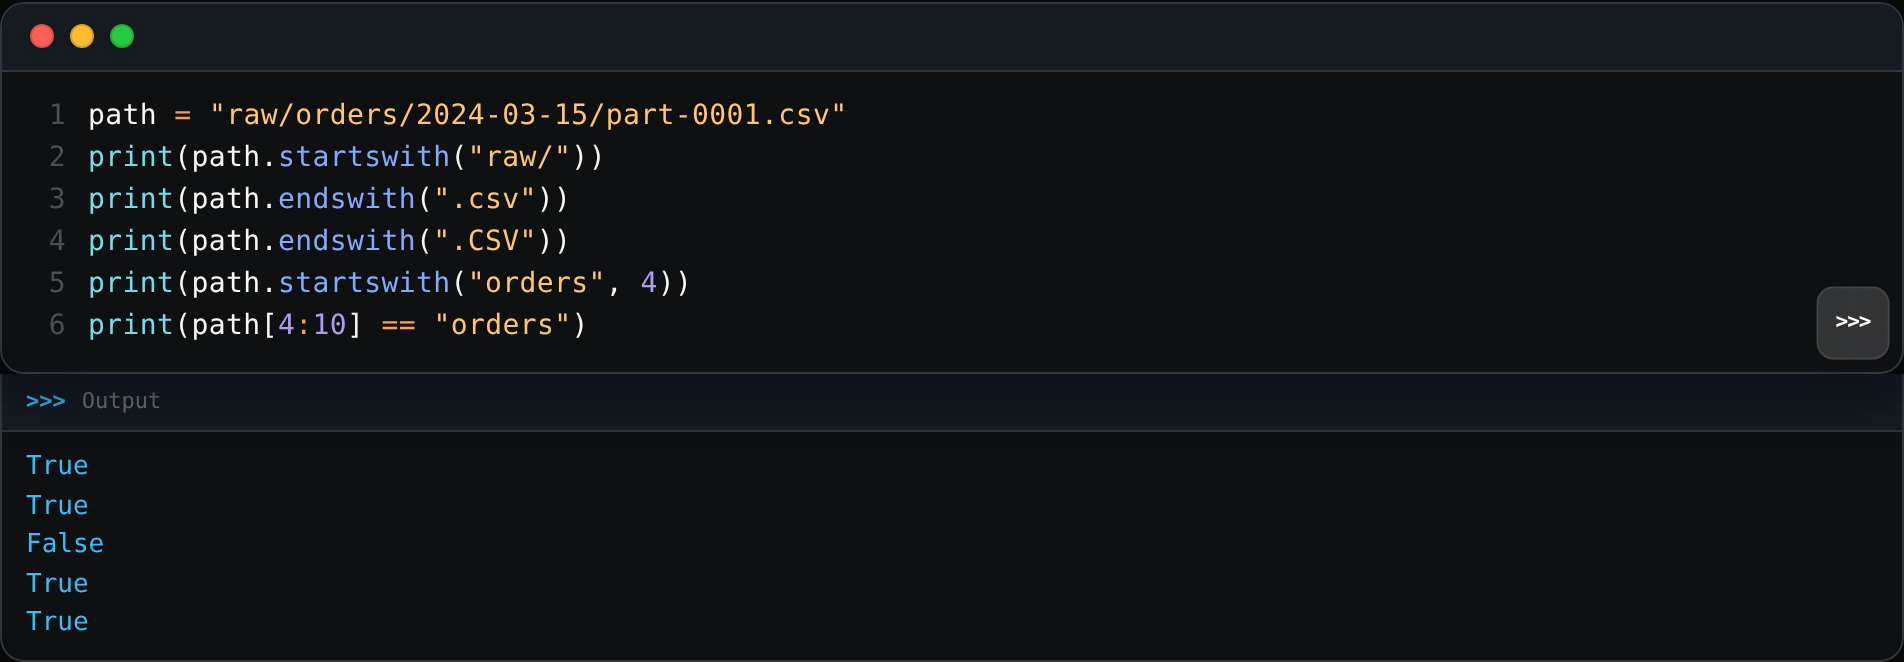 1 path = "raw/orders/2024-03-15/part-0001.csv"
2 print(path.startswith("raw/"))
3 print(path.endswith(".csv"))
4 print(path.endswith(".CSV"))
5 print(path.startswith("orders", 4))
6 print(path[4:10] == "orders")
>>>
>>> Output
True
True
False
True
True